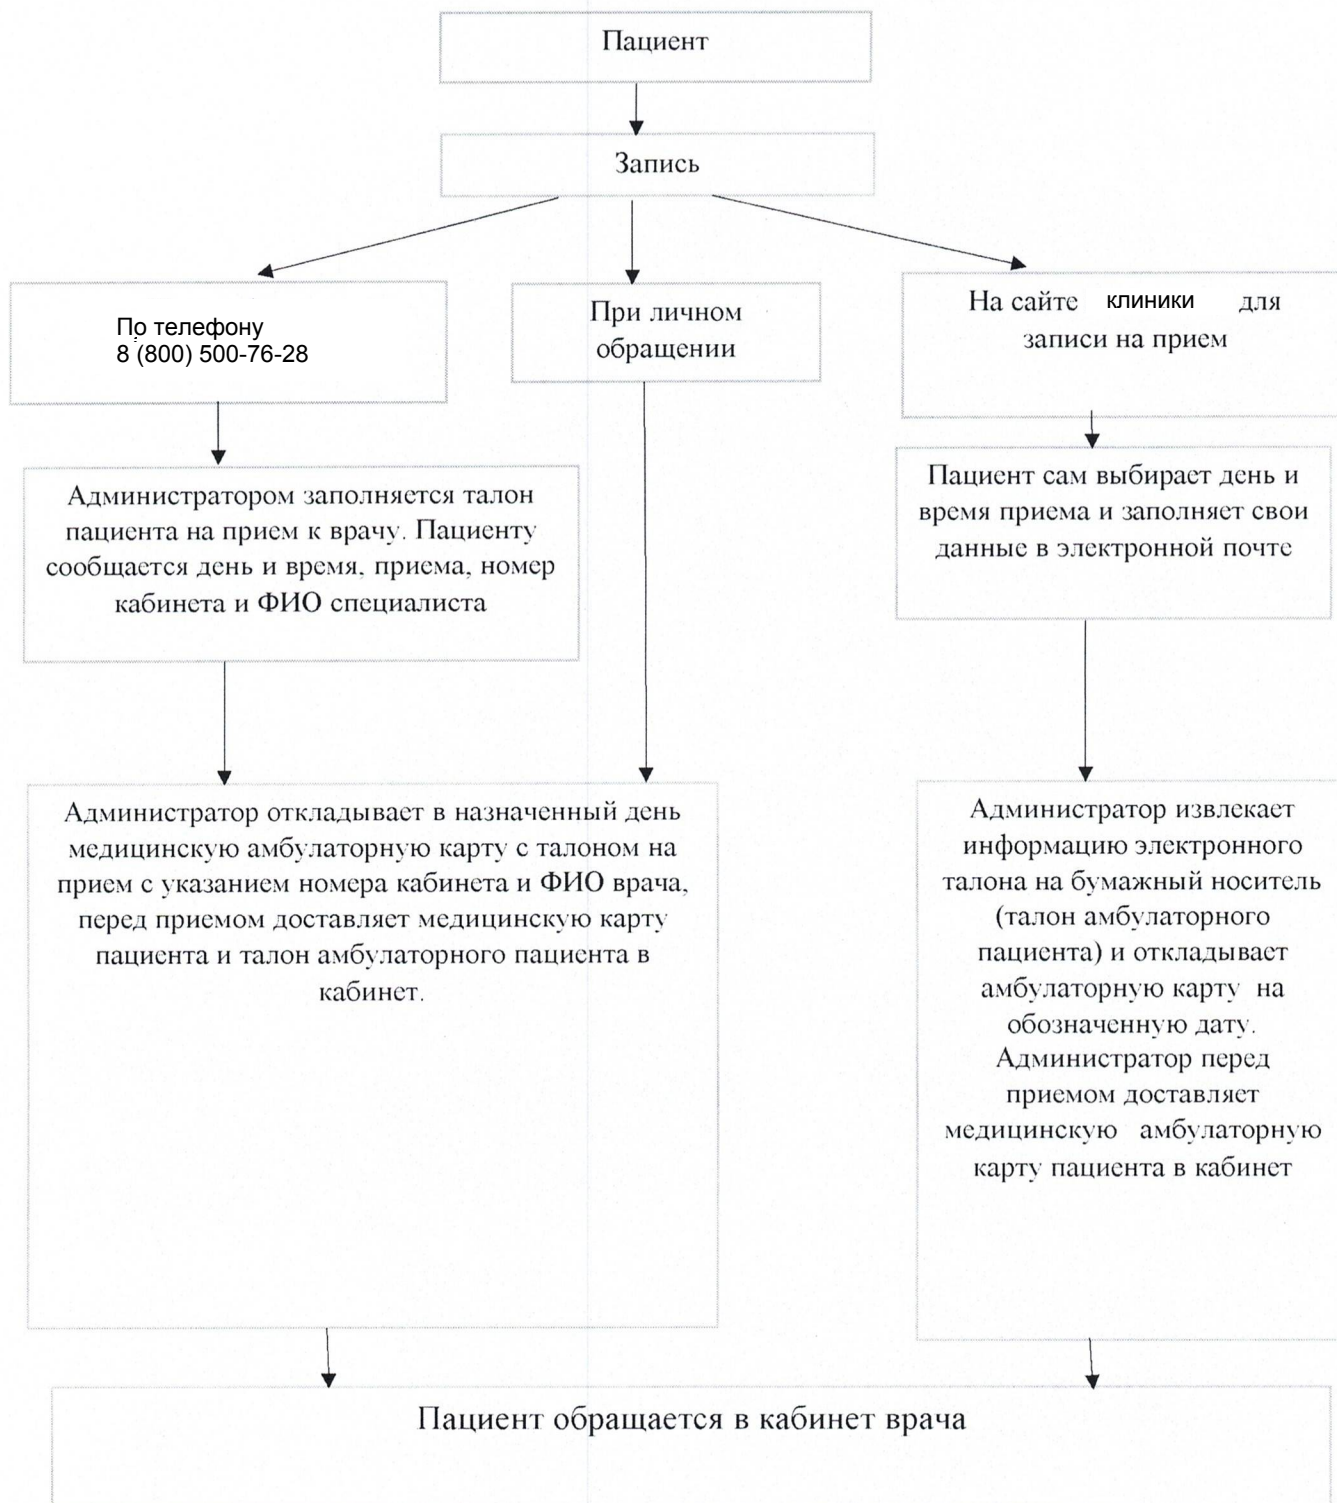 Пациент
Запись
По телефону
8 (800) 500-76-28
При личном
обращении
На сайте клиники для
записи на прием
Администратором заполняется талон
пациента на прием к врачу. Пациенту
сообщается день и время, приема, номер
кабинета и ФИО специалиста
Пациент сам выбирает день и
время приема и заполняет свои
данные в электронной почте
Администратор откладывает в назначенный день
медицинскую амбулаторную карту с талоном на
прием с указанием номера кабинета и ФИО врача,
перед приемом доставляет медицинскую карту
пациента и талон амбулаторного пациента в
кабинет.
Администратор извлекает
информацию электронного
талона на бумажный носитель
(талон амбулаторного
пациента) и откладывает
амбулаторную карту на
обозначенную дату.
Администратор перед
приемом доставляет
медицинскую амбулаторную
карту пациента в кабинет
Пациент обращается в кабинет врача